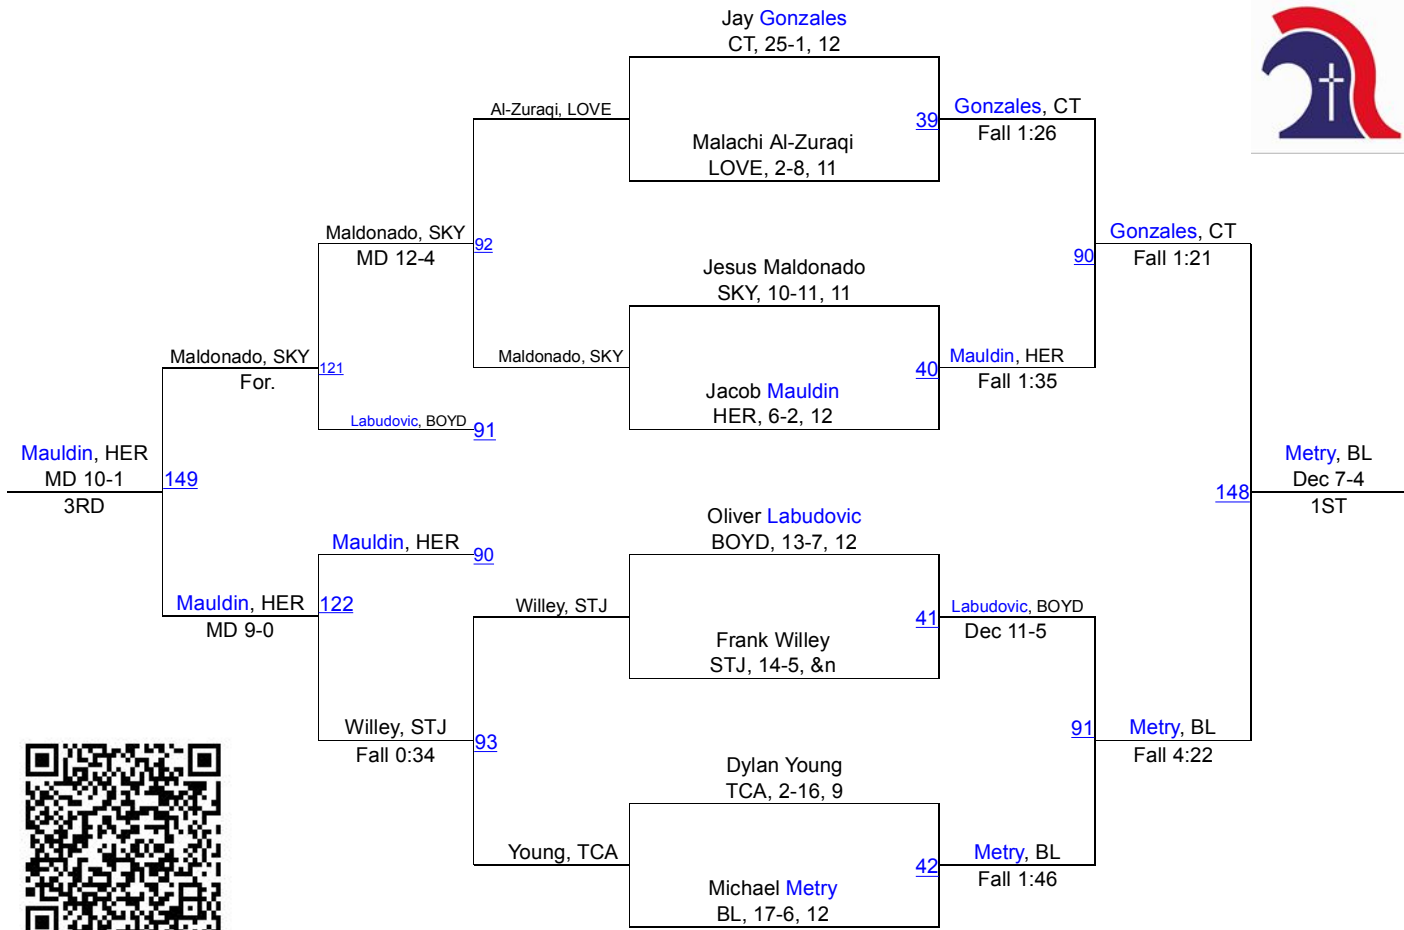 Jay Gonzales
CT, 25-1, 12
Al-Zuraqi, LOVE
39
Gonzales, CT
Fall 1:26
Malachi Al-Zuraqi
LOVE, 2-8, 11
Maldonado, SKY
MD 12-4
92
Gonzales, CT
Fall 1:21
90
Jesus Maldonado
SKY, 10-11, 11
Maldonado, SKY
For.
121
Maldonado, SKY
40
Mauldin, HER
Fall 1:35
Jacob Mauldin
HER, 6-2, 12
Labudovic, BOYD
91
Mauldin, HER
MD 10-1
3RD
149
Metry, BL
Dec 7-4
1ST
148
Oliver Labudovic
BOYD, 13-7, 12
Mauldin, HER
90
Mauldin, HER
MD 9-0
122
Willey, STJ
41
Labudovic, BOYD
Dec 11-5
Frank Willey
STJ, 14-5, &n
Willey, STJ
Fall 0:34
93
91
Metry, BL
Fall 4:22
Dylan Young
TCA, 2-16, 9
Young, TCA
42
Metry, BL
Fall 1:46
Michael Metry
BL, 17-6, 12